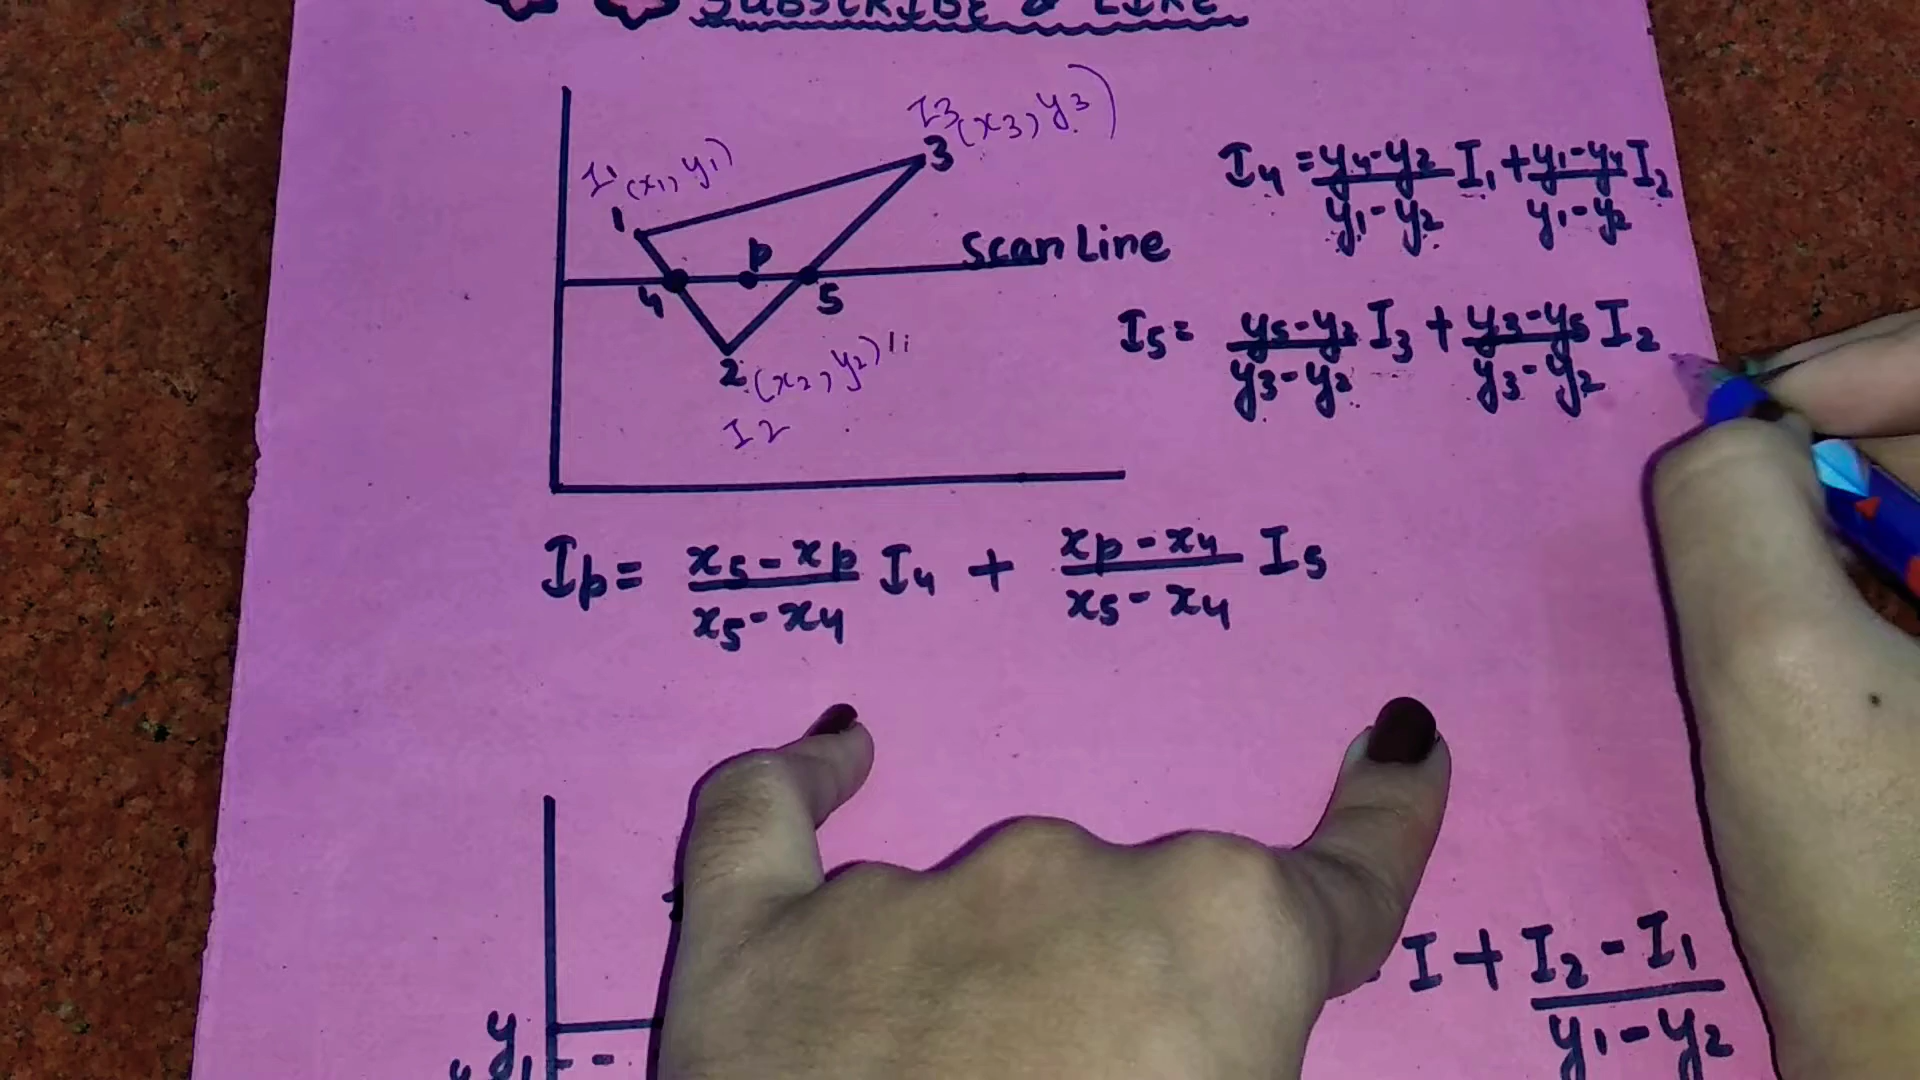 SUBSCRIBE & LIKE
I3 (x3, y3)
I1 (x1, y1)
3
1
p
Scan Line
4
5
2 (x2, y2)
I2
I4 = y4-y2/y1-y2 I1 + y1-y4/y1-y2 I2
I5 = y5-y2/y3-y2 I3 + y3-y5/y3-y2 I2
Ip = x5-xp/x5-x4 I4 + xp-x4/x5-x4 I5
I + I2-I1/y1-y2
y1